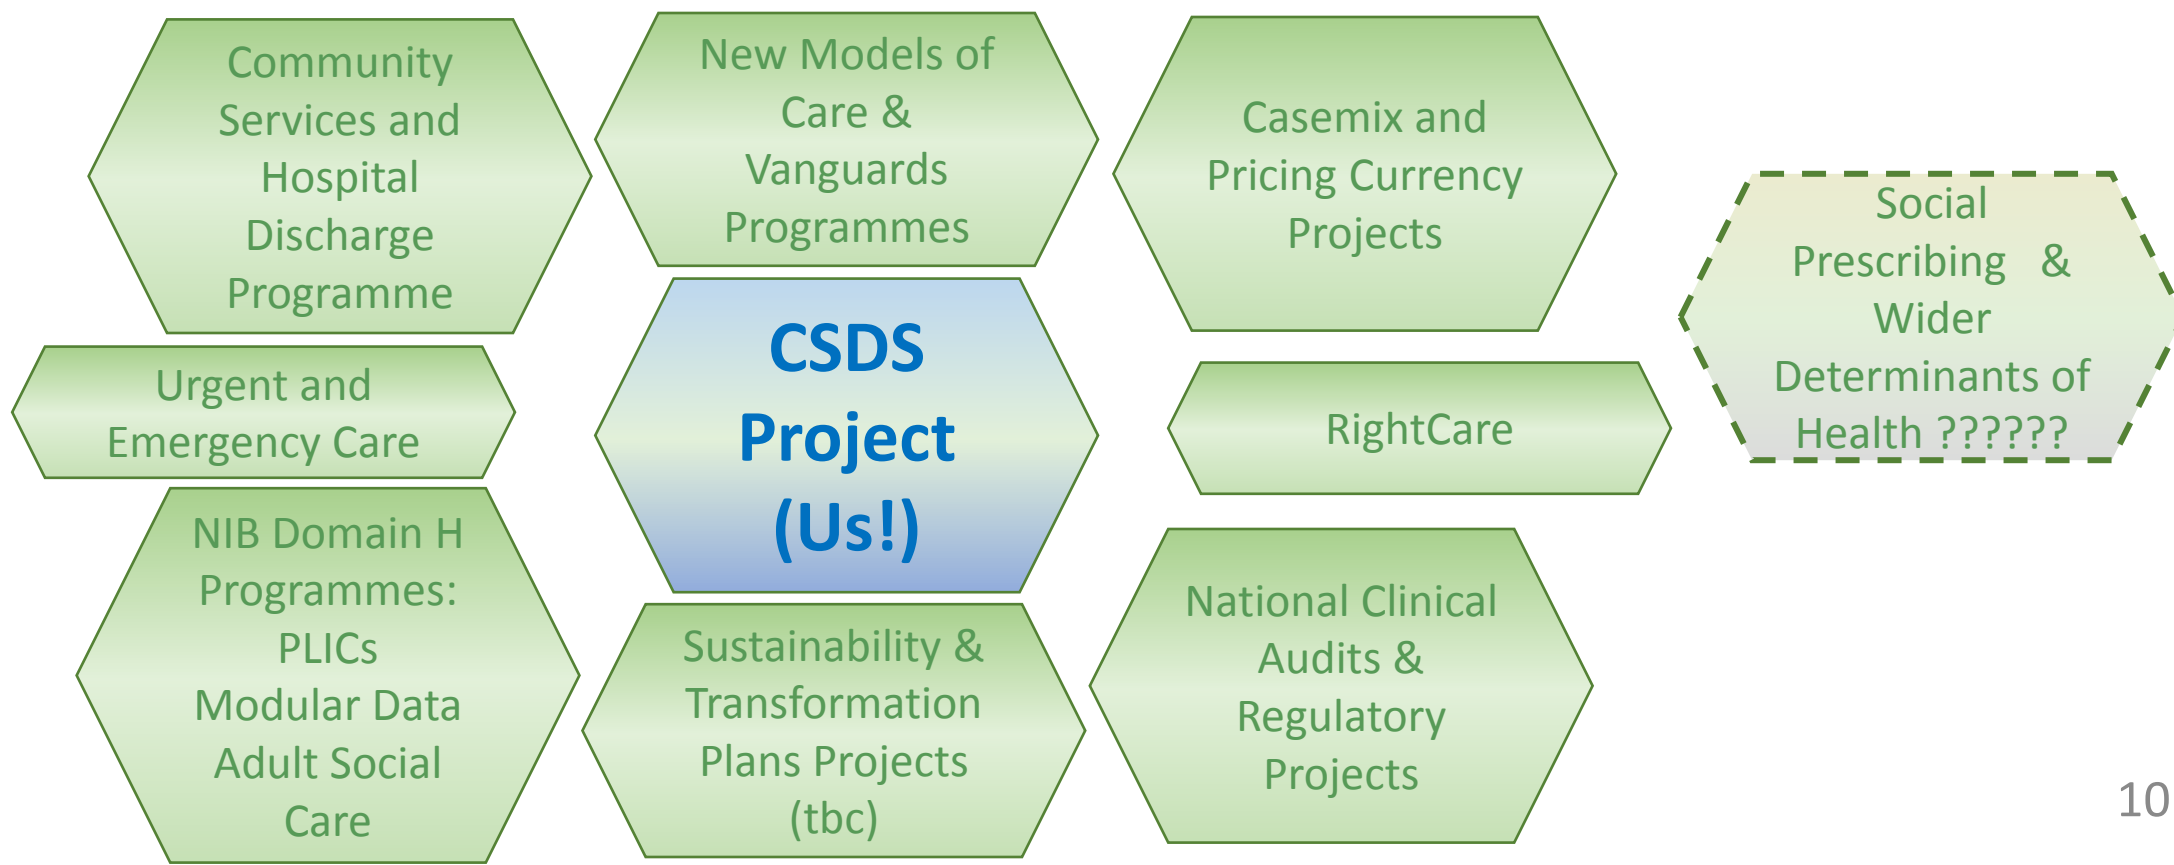 Community
Services and
Hospital
Discharge
Programme
New Models of
Care &
Vanguards
Programmes
Casemix and
Pricing Currency
Projects
Social
Prescribing & 
Wider
Determinants of
Health ??????
Urgent and
Emergency Care
CSDS
Project
(Us!)
RightCare
NIB Domain H
Programmes:
PLICs
Modular Data
Adult Social
Care
Sustainability &
Transformation
Plans Projects
(tbc)
National Clinical
Audits &
Regulatory
Projects
10